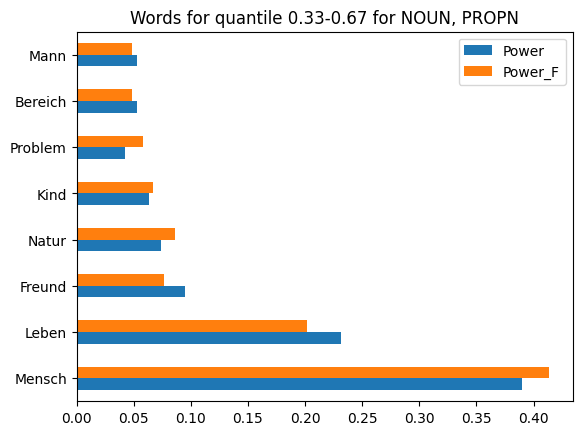 Words for quantile 0.33-0.67 for NOUN, PROPN
Power
Power_F
Mann
Bereich
Problem
Kind
Natur
Freund
Leben
Mensch
0.00 0.05 0.10 0.15 0.20 0.25 0.30 0.35 0.40